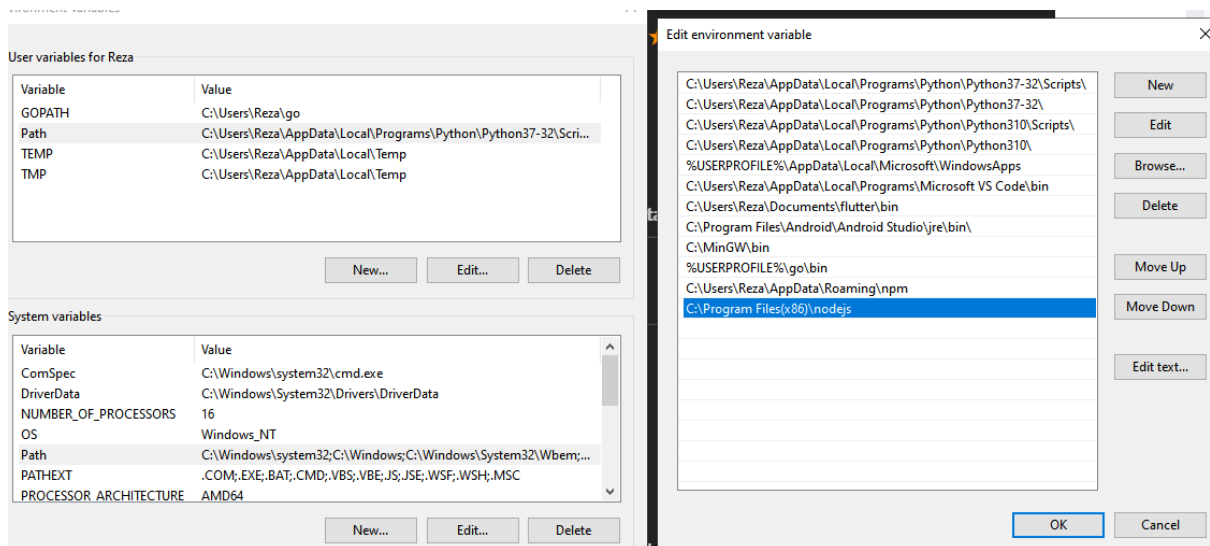 User variables for Reza
Variable Value
GOPATH C:\Users\Reza\go
Path C:\Users\Reza\AppData\Local\Programs\Python\Python37-32\Scri...
TEMP C:\Users\Reza\AppData\Local\Temp
TMP C:\Users\Reza\AppData\Local\Temp
New... Edit... Delete
System variables
Variable Value
ComSpec C:\Windows\system32\cmd.exe
DriverData C:\Windows\System32\Drivers\DriverData
NUMBER_OF_PROCESSORS 16
OS Windows_NT
Path C:\Windows\system32;C:\Windows;C:\Windows\System32\Wbem;...
PATHEXT .COM;.EXE;.BAT;.CMD;.VBS;.VBE;.JS;.JSE;.WSF;.WSH;.MSC
PROCESSOR_ARCHITECTURE AMD64
New... Edit... Delete
Edit environment variable
C:\Users\Reza\AppData\Local\Programs\Python\Python37-32\Scripts\
C:\Users\Reza\AppData\Local\Programs\Python\Python37-32\
C:\Users\Reza\AppData\Local\Programs\Python\Python310\Scripts\
C:\Users\Reza\AppData\Local\Programs\Python\Python310\
%USERPROFILE%\AppData\Local\Microsoft\WindowsApps
C:\Users\Reza\AppData\Local\Programs\Microsoft VS Code\bin
C:\Users\Reza\Documents\flutter\bin
C:\Program Files\Android\Android Studio\jre\bin\
C:\MinGW\bin
%USERPROFILE%\go\bin
C:\Users\Reza\AppData\Roaming\npm
C:\Program Files(x86)\nodejs
New
Edit
Browse...
Delete
Move Up
Move Down
Edit text...
OK Cancel